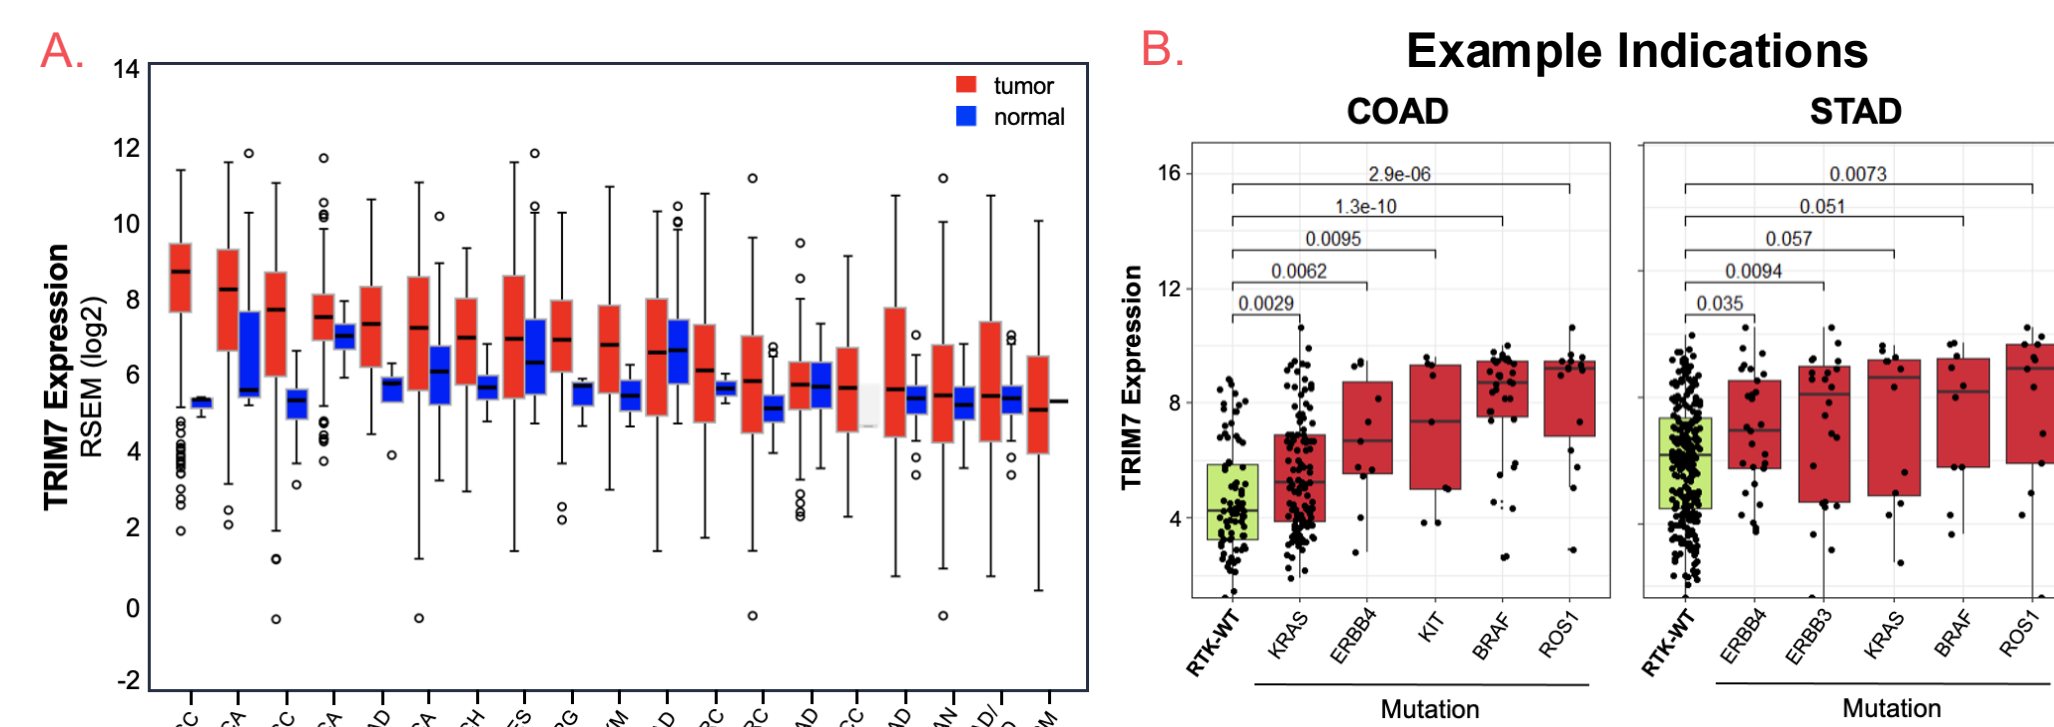 A.
14
12
10
8
6
4
2
0
-2
TRIM7 Expression
RSEM (log2)
tumor
normal
B.
Example Indications
COAD
STAD
TRIM7 Expression
16
12
8
4
2.9e-06
1.3e-10
0.0095
0.0062
0.0029
0.0073
0.051
0.057
0.0094
0.035
RTK-WT
KRAS
ERBB4
KIT
BRAF
ROS1
Mutation
RTK-WT
ERBB4
ERBB3
KRAS
BRAF
ROS1
Mutation